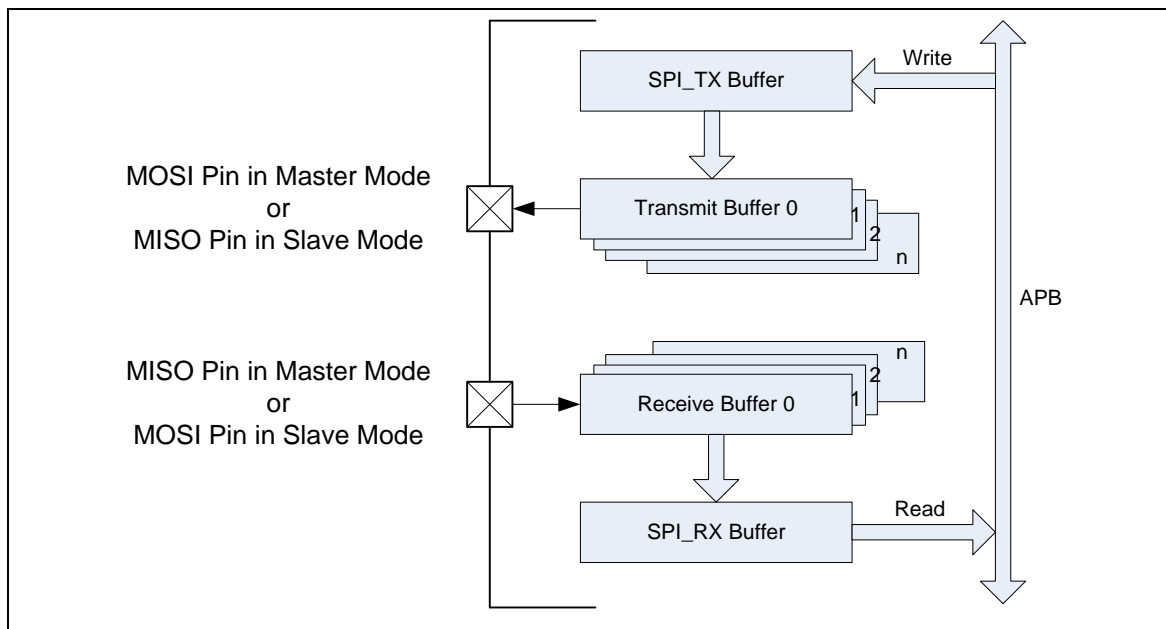 Write
SPI_TX Buffer
MOSI Pin in Master Mode
or
MISO Pin in Slave Mode
Transmit Buffer 0
1
2
n
APB
n
2
1
MISO Pin in Master Mode
or
MOSI Pin in Slave Mode
Receive Buffer 0
SPI_RX Buffer
Read